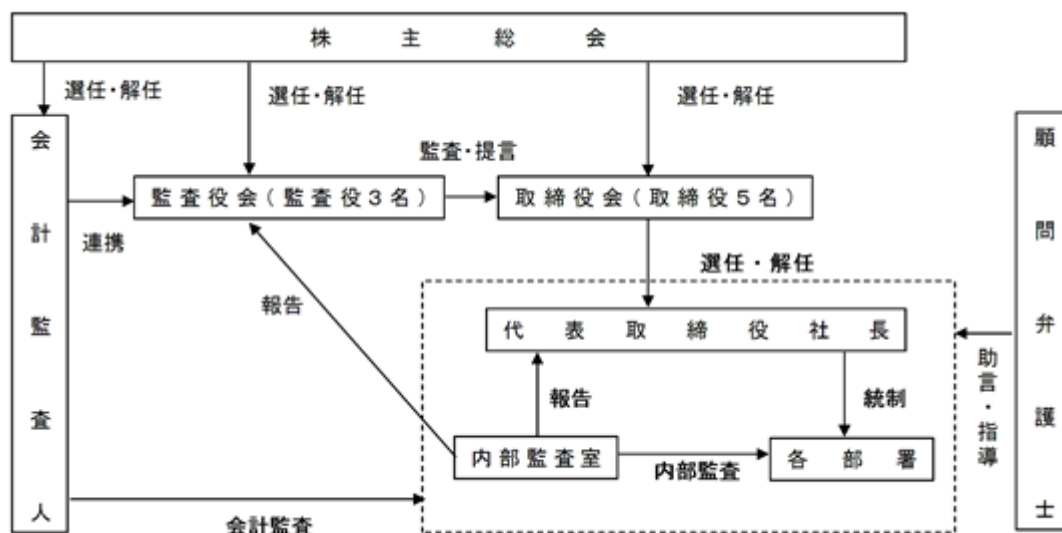 株主総会
選任・解任
選任・解任
選任・解任
会計監査人
顧問弁護士
監査・提言
監査役会(監査役3名)
取締役会(取締役5名)
連携
選任・解任
報告
代表取締役社長
助言・指導
報告
統制
内部監査室
内部監査
各部署
会計監査